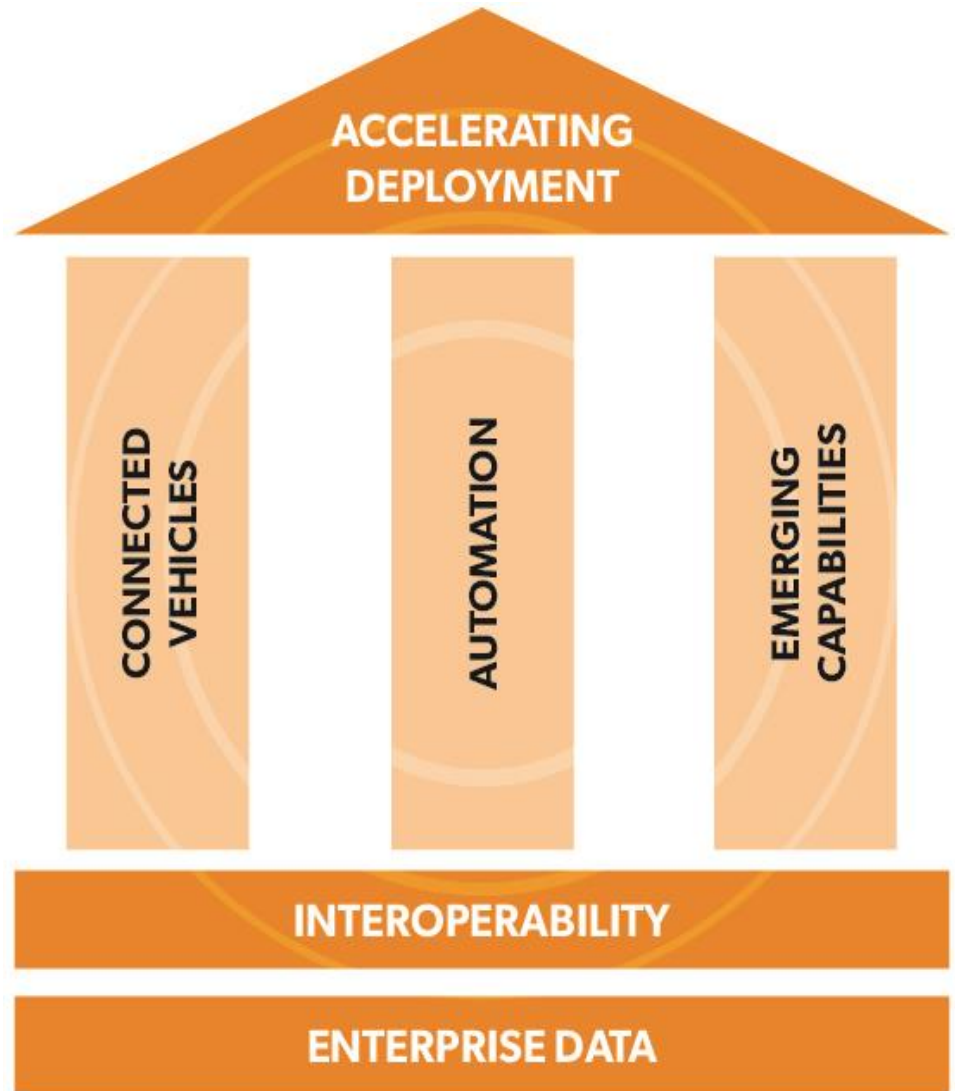 ACCELERATING
DEPLOYMENT
CONNECTED
VEHICLES
AUTOMATION
EMERGING
CAPABILITIES
INTEROPERABILITY
ENTERPRISE DATA